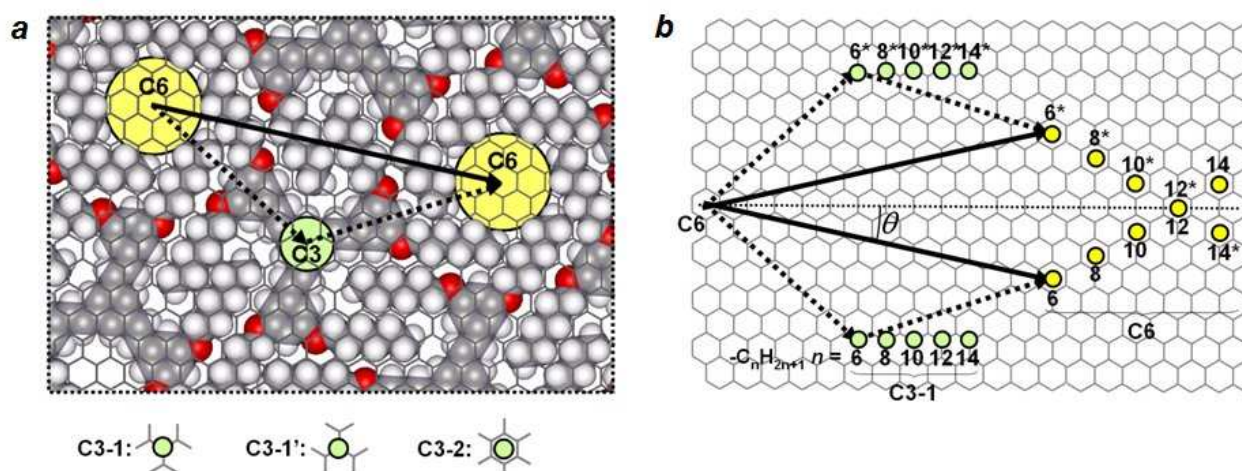 a
C6
C6
C3
C3-1:
C3-1':
C3-2:
b
6* 8* 10* 12* 14*
6*
8*
10*
14
12*
C6
θ
12
10
14*
8
6
C6
-CnH2n+1 n = 6 8 10 12 14
C3-1